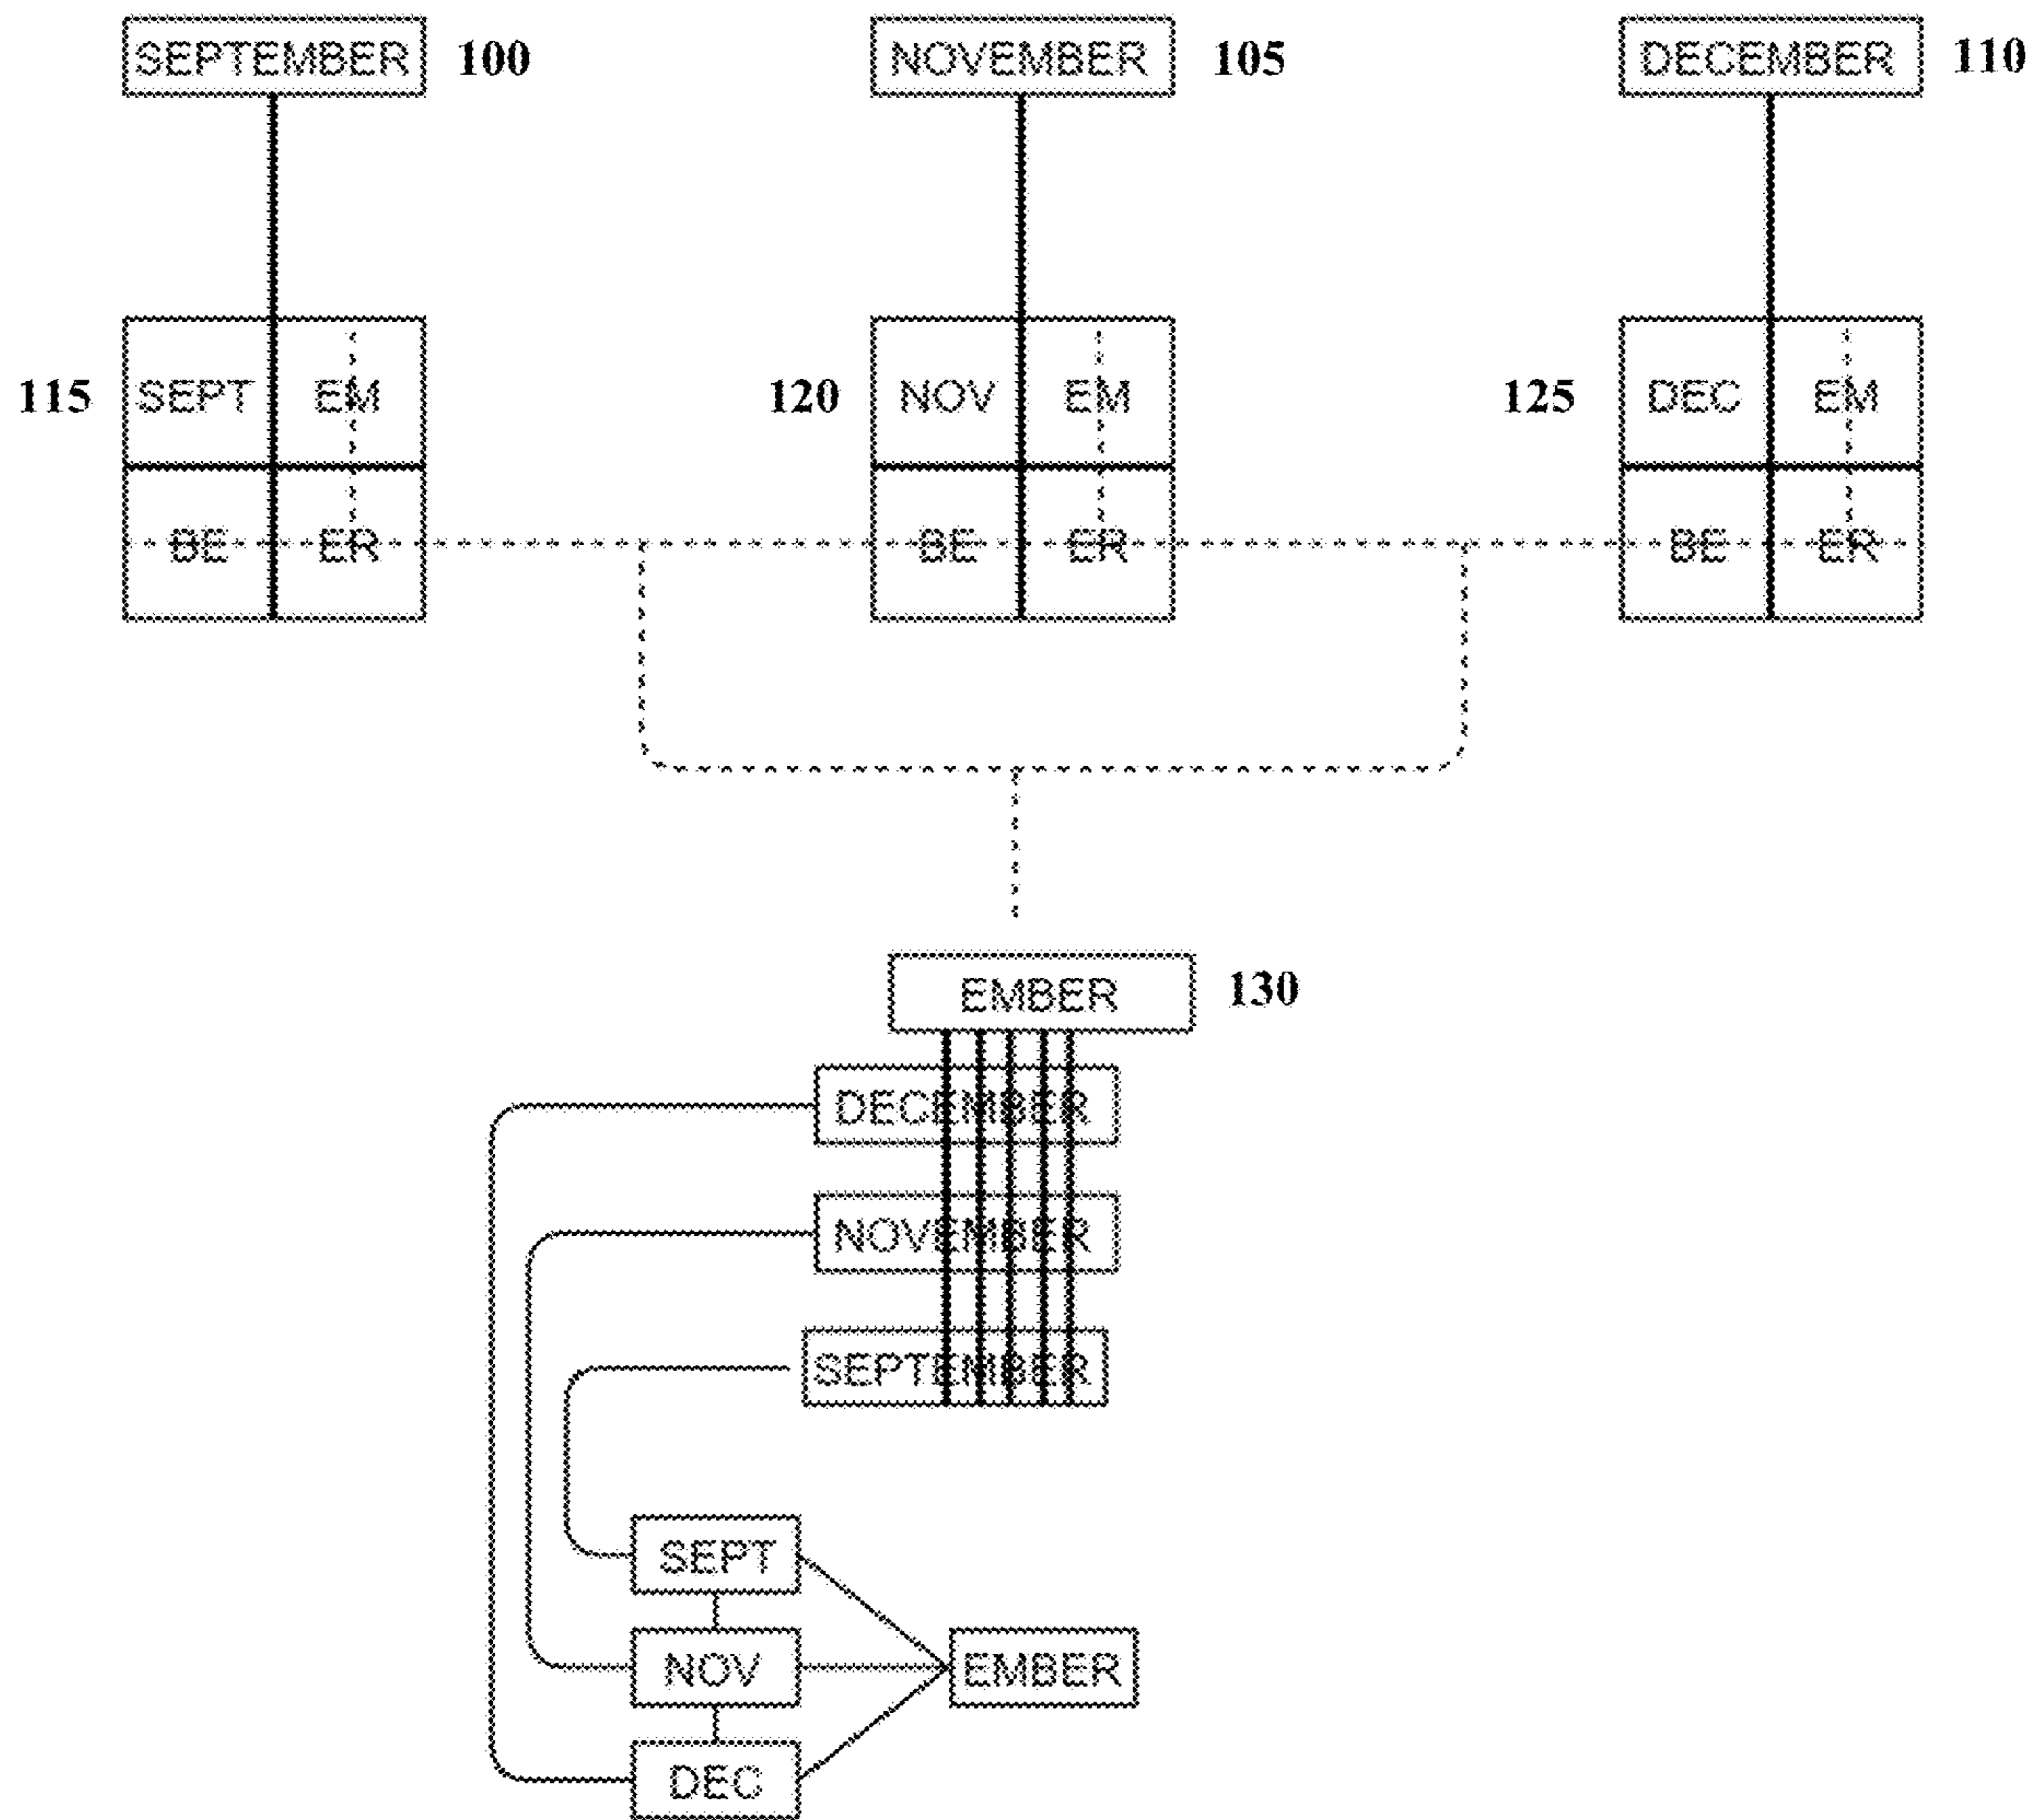 SEPTEMBER 100 NOVEMBER 105 DECEMBER 110
115 SEPT EM 120 NOV EM 125 DEC EM
BE ER BE ER BE ER
EMBER 130
DECEMBER
NOVEMBER
SEPTEMBER
SEPT
NOV EMBER
DEC